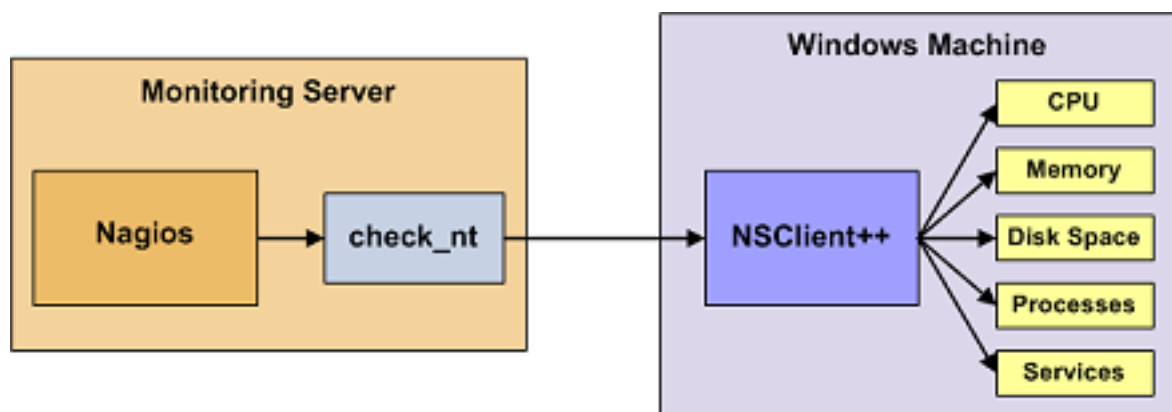 Monitoring Server
Nagios
check_nt
Windows Machine
NSClient++
CPU
Memory
Disk Space
Processes
Services